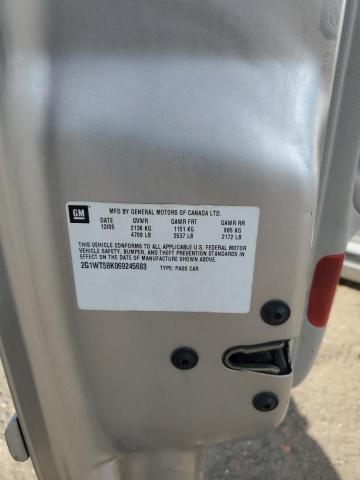 GM
MFD BY GENERAL MOTORS OF CANADA LTD.
DATE GVWR GAWR FRT GAWR RR
12/05 2136 KG 1151 KG 985 KG
4709 LB 2537 LB 2172 LB
THIS VEHICLE CONFORMS TO ALL APPLICABLE U.S. FEDERAL MOTOR
VEHICLE SAFETY, BUMPER, AND THEFT PREVENTION STANDARDS IN
EFFECT ON THE DATE OF MANUFACTURE SHOWN ABOVE.
2G1WT58K069245683 TYPE: PASS CAR